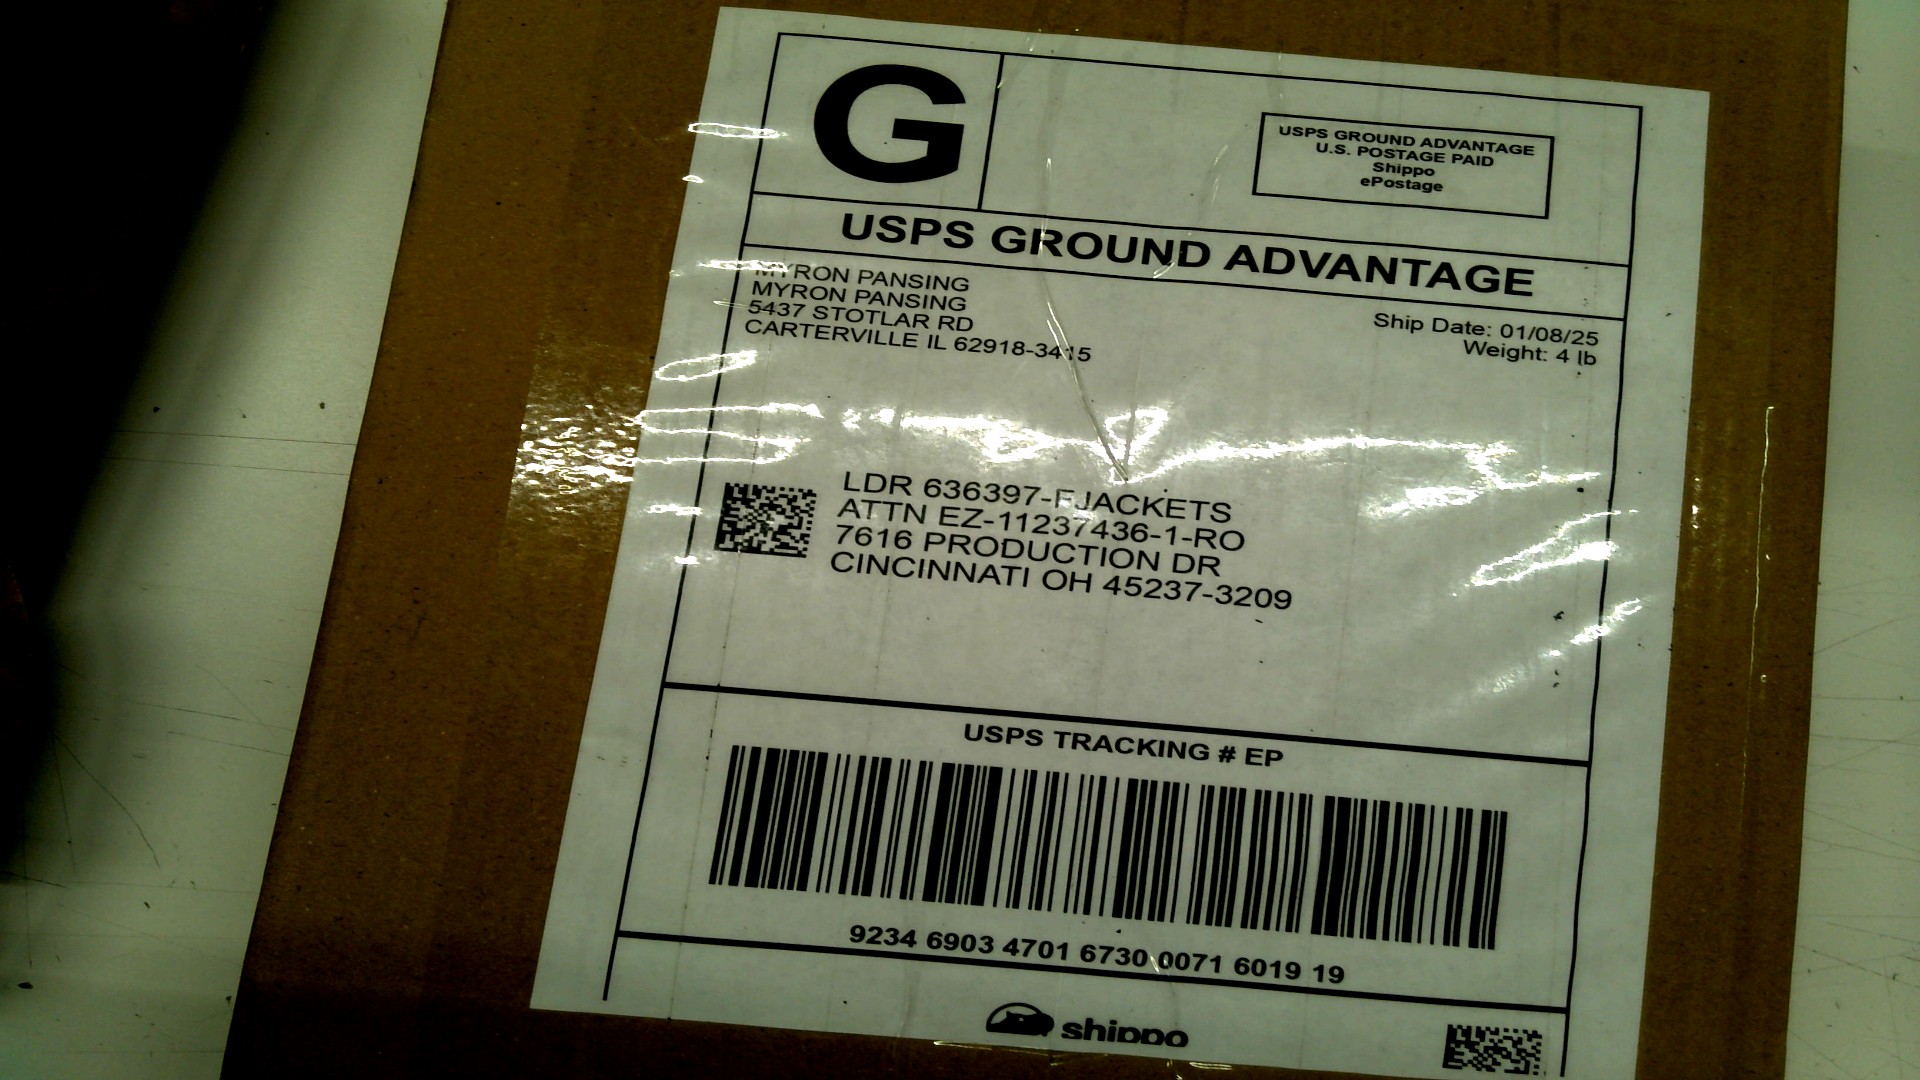 G
USPS GROUND ADVANTAGE
U.S. POSTAGE PAID
Shippo
ePostage
USPS GROUND ADVANTAGE
MYRON PANSING
MYRON PANSING
5437 STOTLAR RD
CARTERVILLE IL 62918-3415
Ship Date: 01/08/25
Weight: 4 lb
LDR 636397-FJACKETS
ATTN EZ-11237436-1-RO
7616 PRODUCTION DR
CINCINNATI OH 45237-3209
USPS TRACKING # EP
9234 6903 4701 6730 0071 6019 19
shippo